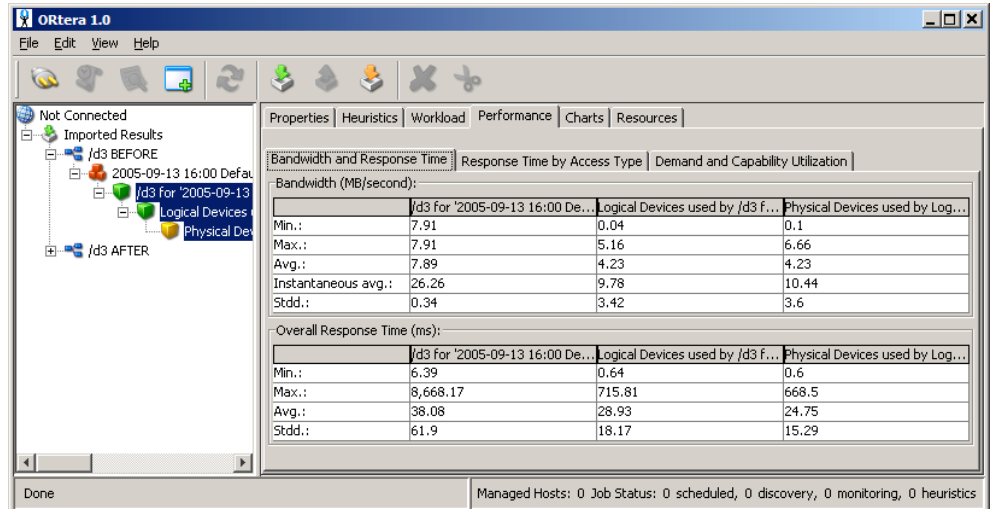 ORtera 1.0
File Edit View Help
Not Connected
Imported Results
/d3 BEFORE
2005-09-13 16:00 Defau
/d3 for '2005-09-13
Logical Devices
Physical Dev
/d3 AFTER
Properties Heuristics Workload Performance Charts Resources
Bandwidth and Response Time Response Time by Access Type Demand and Capability Utilization
Bandwidth (MB/second):
/d3 for '2005-09-13 16:00 De... Logical Devices used by /d3 f... Physical Devices used by Log...
Min.: 7.91 0.04 0.1
Max.: 7.91 5.16 6.66
Avg.: 7.89 4.23 4.23
Instantaneous avg.: 26.26 9.78 10.44
Stdd.: 0.34 3.42 3.6
Overall Response Time (ms):
/d3 for '2005-09-13 16:00 De... Logical Devices used by /d3 f... Physical Devices used by Log...
Min.: 6.39 0.64 0.6
Max.: 8,668.17 715.81 668.5
Avg.: 38.08 28.93 24.75
Stdd.: 61.9 18.17 15.29
Done
Managed Hosts: 0 Job Status: 0 scheduled, 0 discovery, 0 monitoring, 0 heuristics